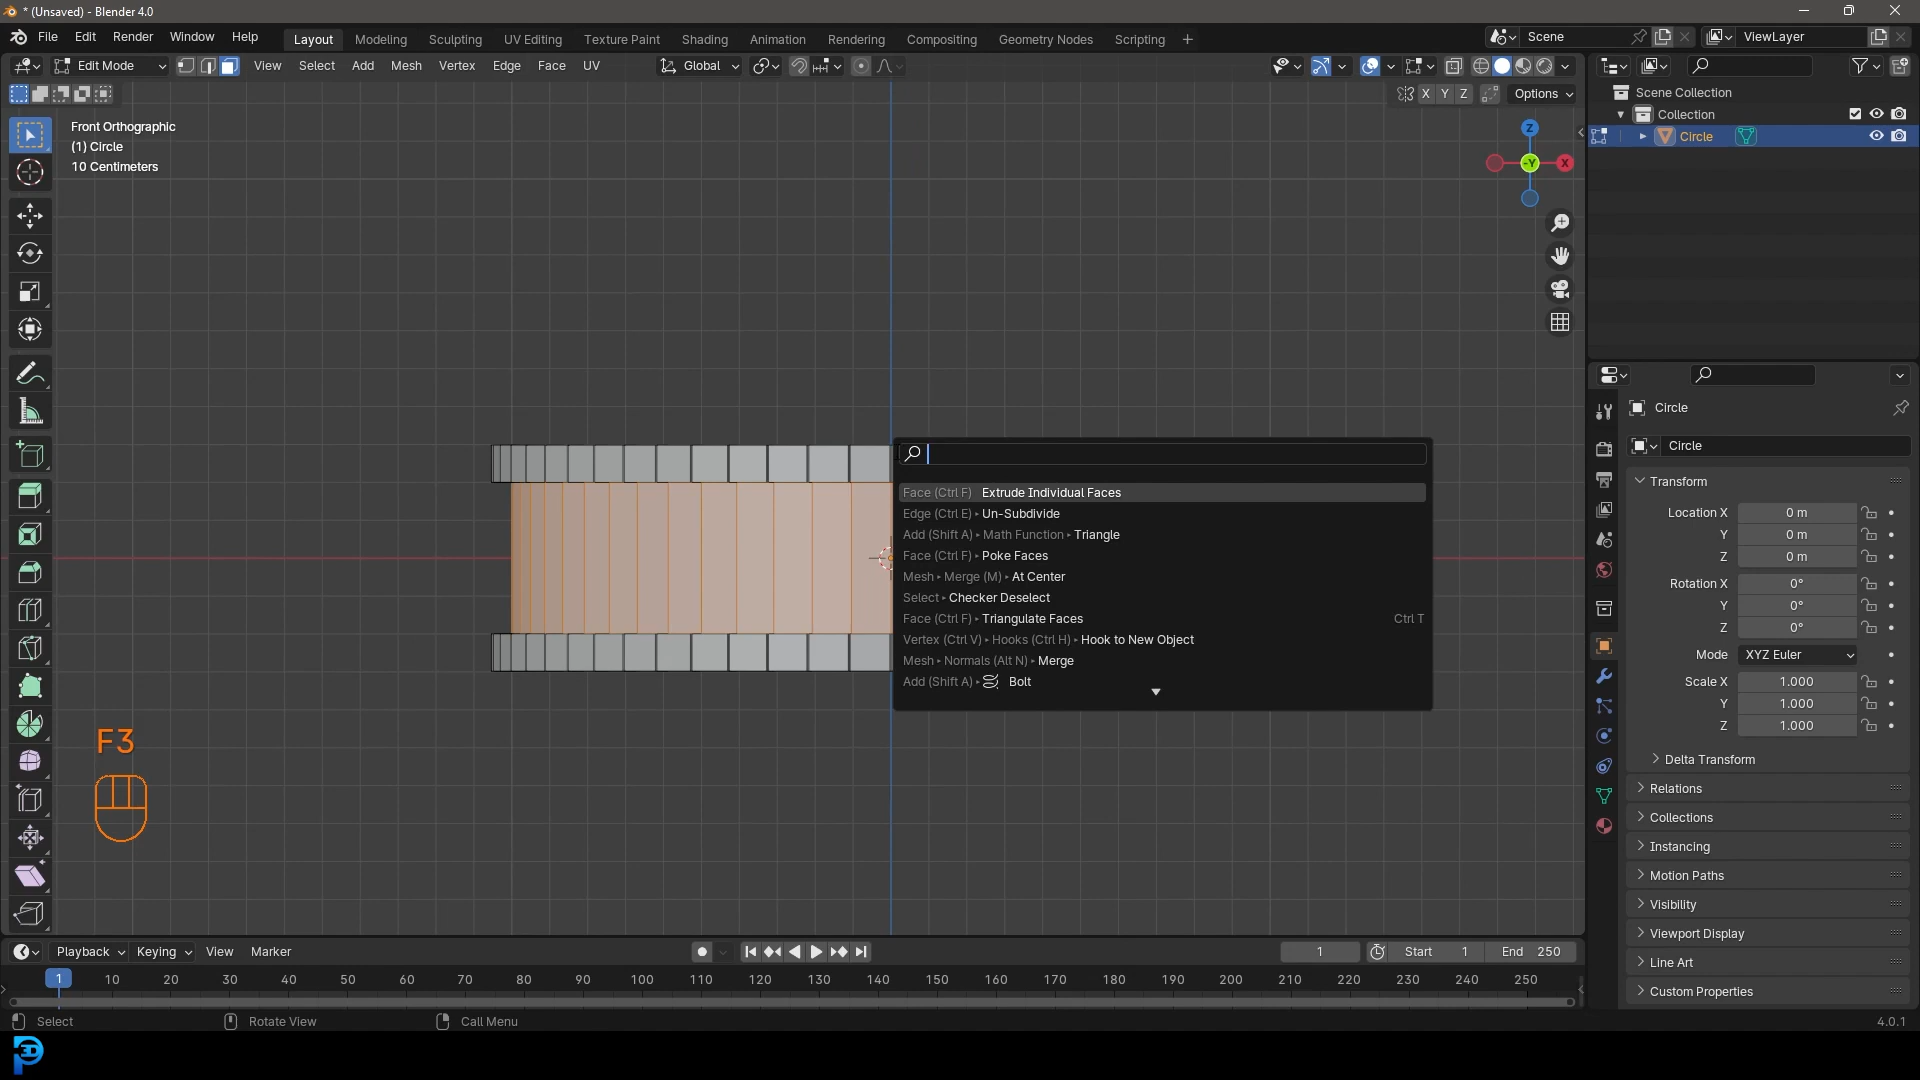 * (Unsaved) - Blender 4.0
File Edit Render Window Help
Layout Modeling Sculpting UV Editing Texture Paint Shading Animation Rendering Compositing Geometry Nodes Scripting +
Scene
ViewLayer
Edit Mode
View Select Add Mesh Vertex Edge Face UV
Global
X Y Z
Options
Front Orthographic
(1) Circle
10 Centimeters
Z
-Y
X
Face (Ctrl F) Extrude Individual Faces
Edge (Ctrl E) Un-Subdivide
Add (Shift A) Math Function Triangle
Face (Ctrl F) Poke Faces
Mesh Merge (M) At Center
Select Checker Deselect
Face (Ctrl F) Triangulate Faces Ctrl T
Vertex (Ctrl V) Hooks (Ctrl H) Hook to New Object
Mesh Normals (Alt N) Merge
Add (Shift A) Bolt
F3
Scene Collection
Collection
Circle
Circle
Circle
Transform
Location X 0 m
Y 0 m
Z 0 m
Rotation X 0°
Y 0°
Z 0°
Mode XYZ Euler
Scale X 1.000
Y 1.000
Z 1.000
Delta Transform
Relations
Collections
Instancing
Motion Paths
Visibility
Viewport Display
Line Art
Custom Properties
Playback Keying View Marker
1
Start 1
End 250
1 10 20 30 40 50 60 70 80 90 100 110 120 130 140 150 160 170 180 190 200 210 220 230 240 250
Select
Rotate View
Call Menu
4.0.1